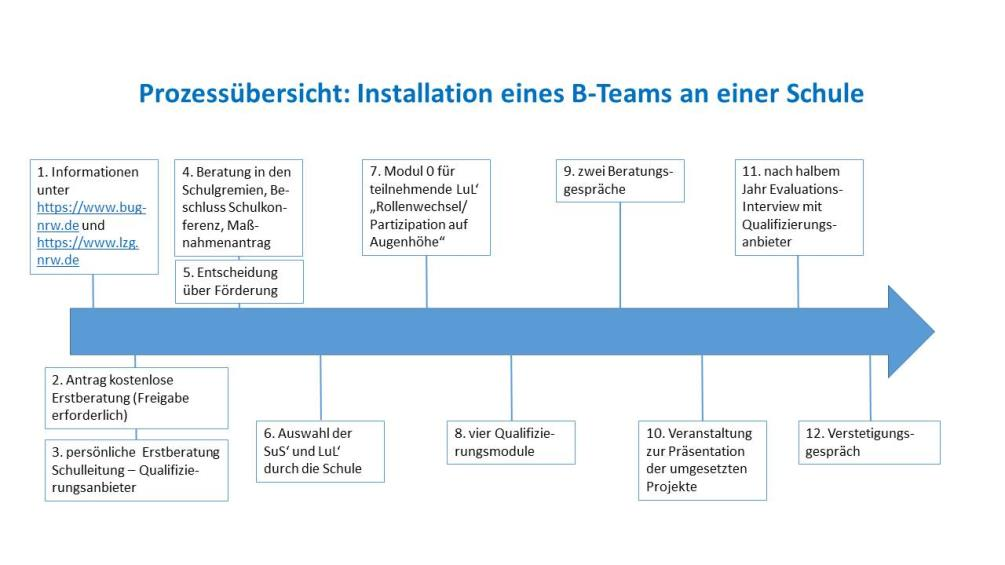 Prozessübersicht: Installation eines B-Teams an einer Schule
1. Informationen
unter
https://www.bug-
nrw.de und
https://www.lzg.
nrw.de
2. Antrag kostenlose
Erstberatung (Freigabe
erforderlich)
3. persönliche Erstberatung
Schulleitung – Qualifizie-
rungsanbieter
4. Beratung in den
Schulgremien, Be-
schluss Schulkon-
ferenz, Maß-
nahmenantrag
5. Entscheidung
über Förderung
6. Auswahl der
SuS‘ und LuL‘
durch die Schule
7. Modul 0 für
teilnehmende LuL‘
„Rollenwechsel/
Partizipation auf
Augenhöhe“
8. vier Qualifizie-
rungsmodule
9. zwei Beratungs-
gespräche
10. Veranstaltung
zur Präsentation
der umgesetzten
Projekte
11. nach halbem
Jahr Evaluations-
Interview mit
Qualifizierungs-
anbieter
12. Verstetigungs-
gespräch